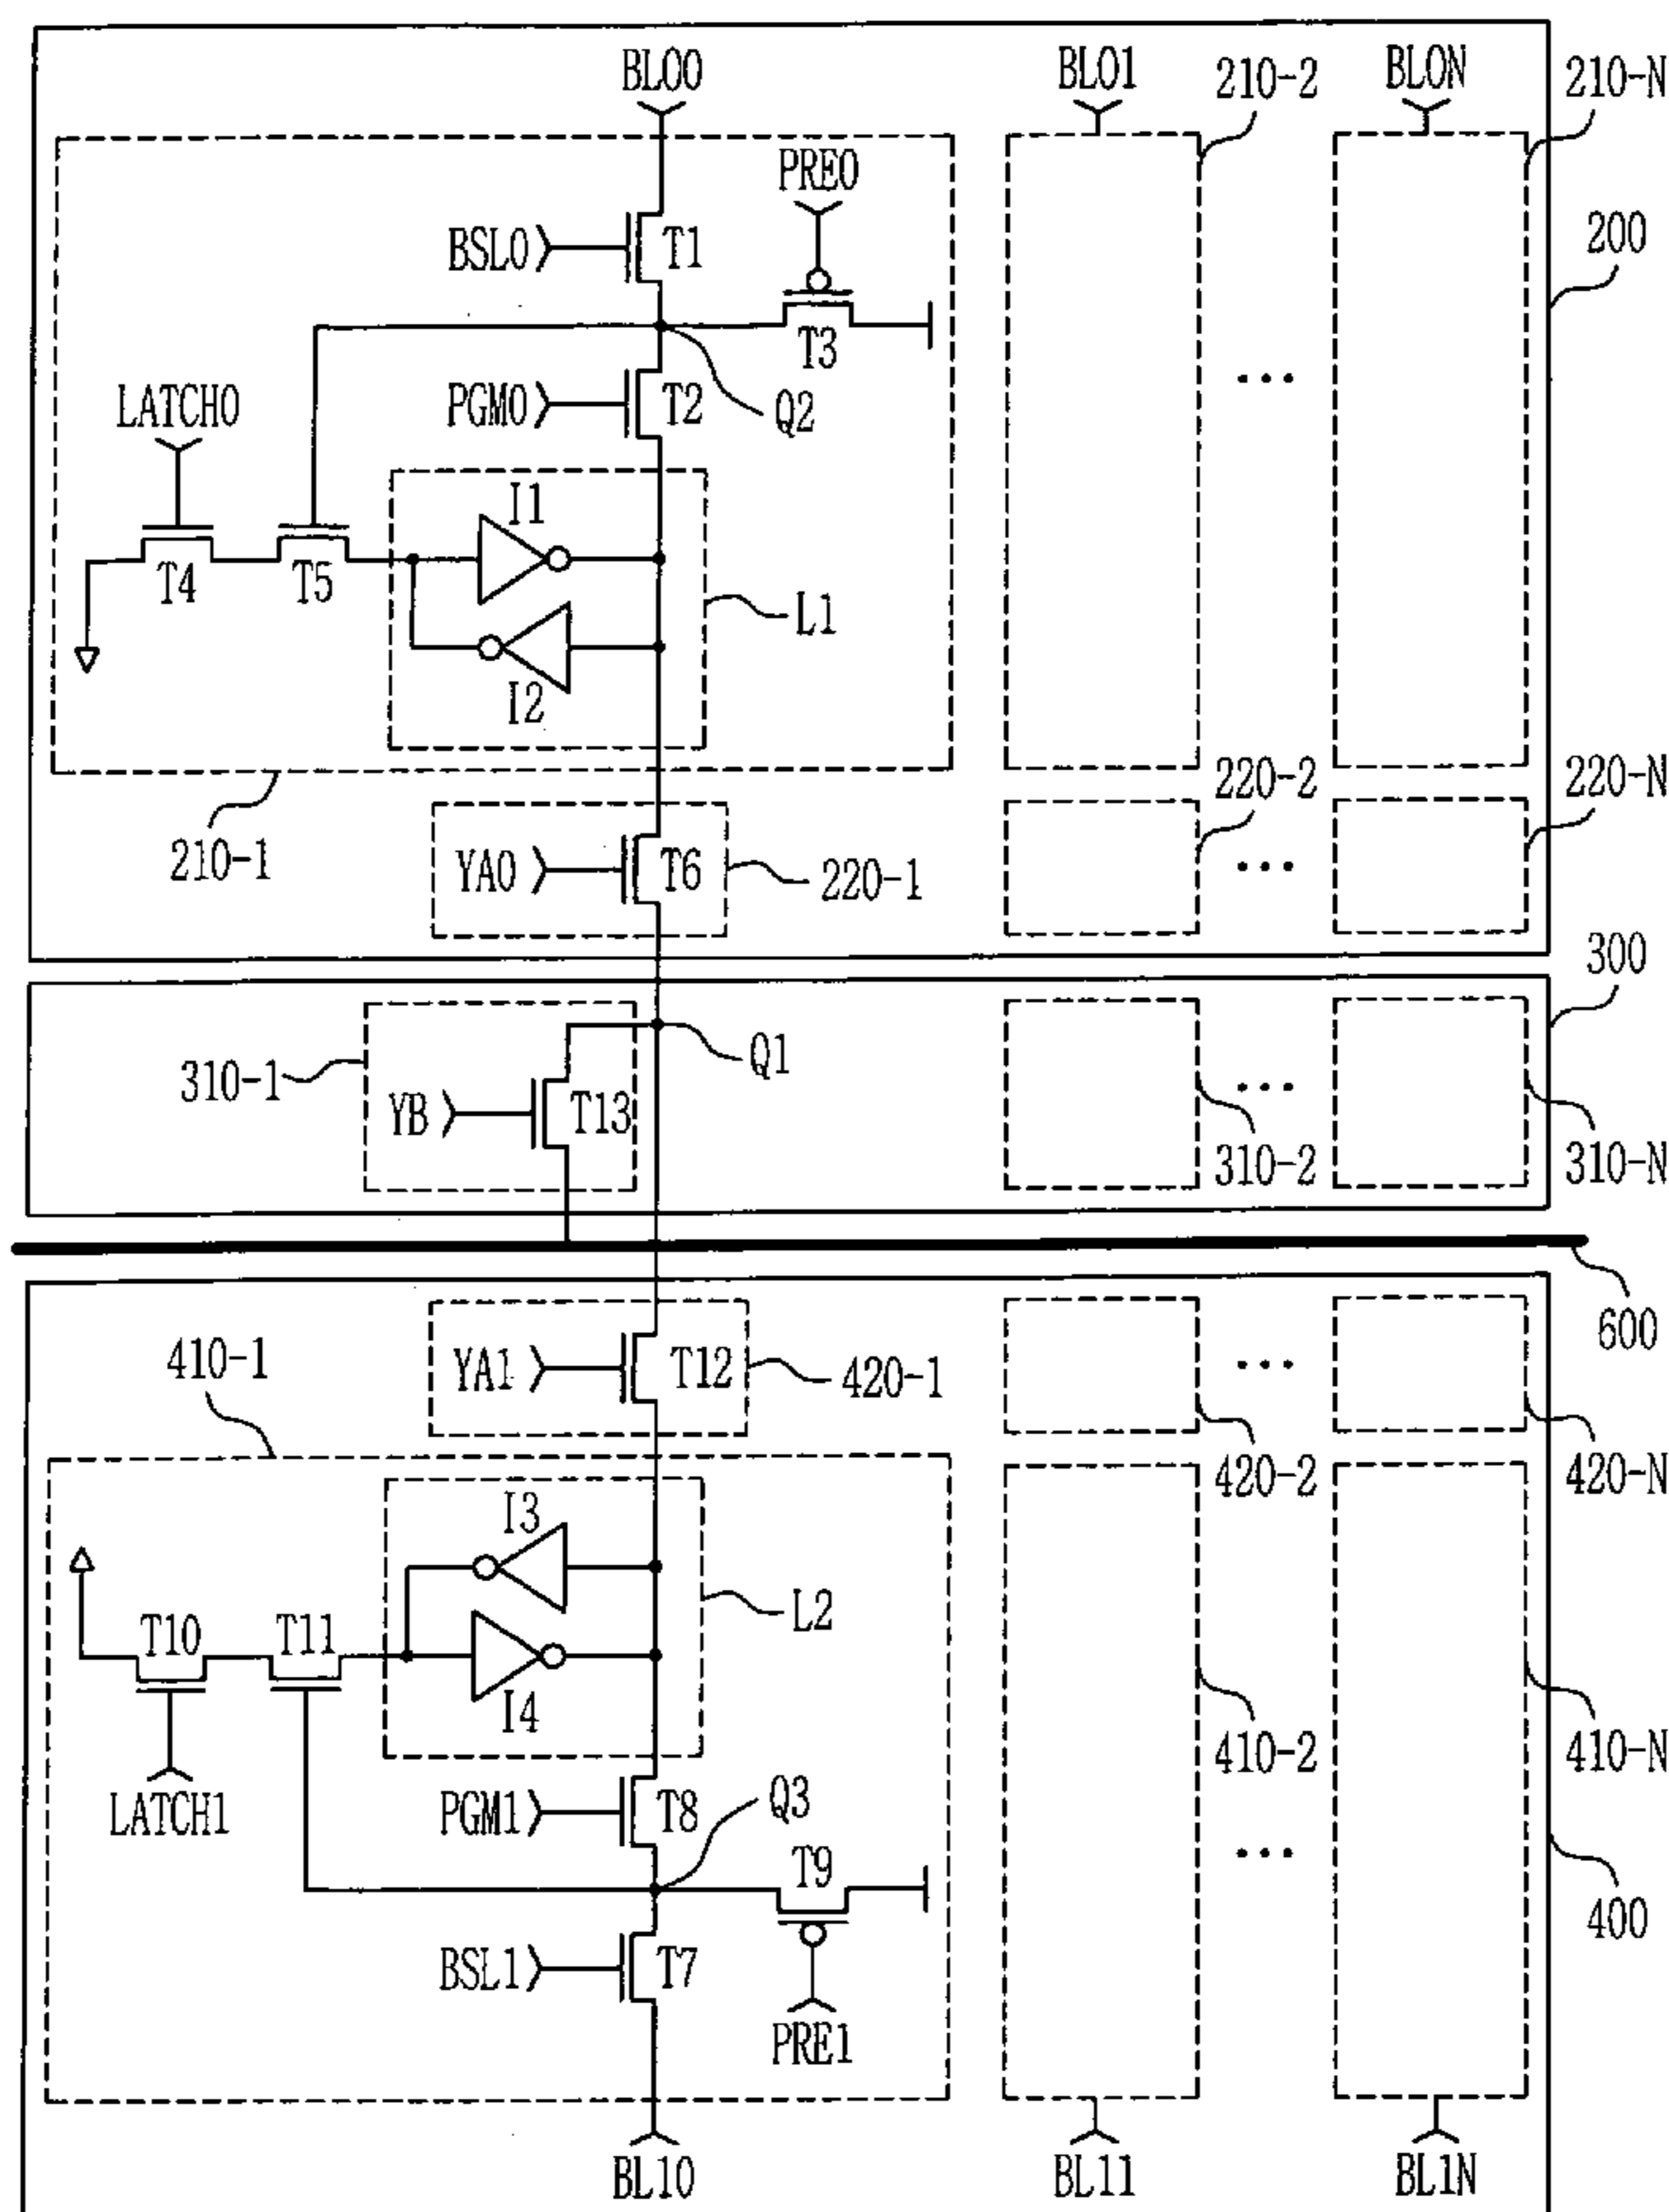 BL00
BL01
210-2
BL0N
210-N
PRE0
200
BSL0
T1
T3
LATCH0
PGM0
T2
Q2
...
I1
T4
T5
L1
I2
220-2
220-N
210-1
YA0
T6
220-1
...
300
310-1
Q1
YB
T13
...
310-2
310-N
600
410-1
YA1
T12
420-1
...
420-2
420-N
I3
T10
T11
L2
I4
410-2
410-N
LATCH1
PGM1
T8
Q3
...
T9
400
BSL1
T7
PRE1
BL10
BL11
BL1N